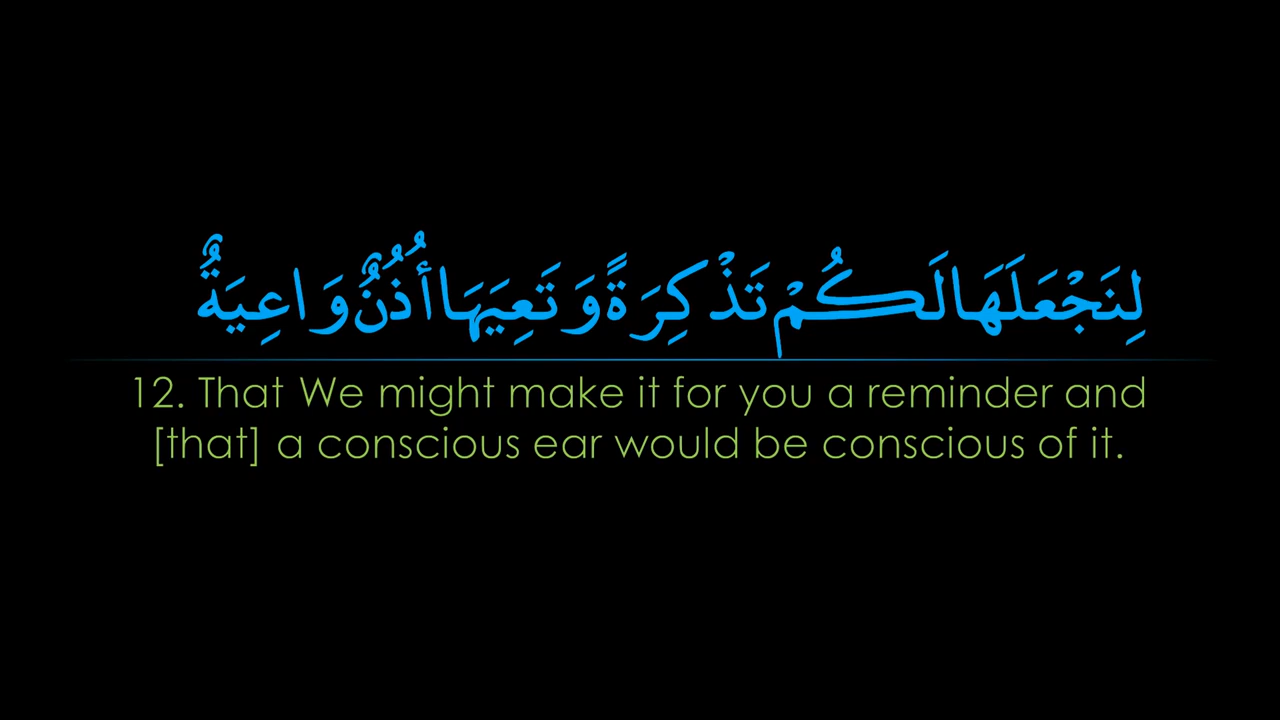 لِنَجْعَلَهَا لَكُمْ تَذْكِرَةً وَتَعِيَهَا أُذُنٌ وَاعِيَةٌ
12. That We might make it for you a reminder and
[that] a conscious ear would be conscious of it.